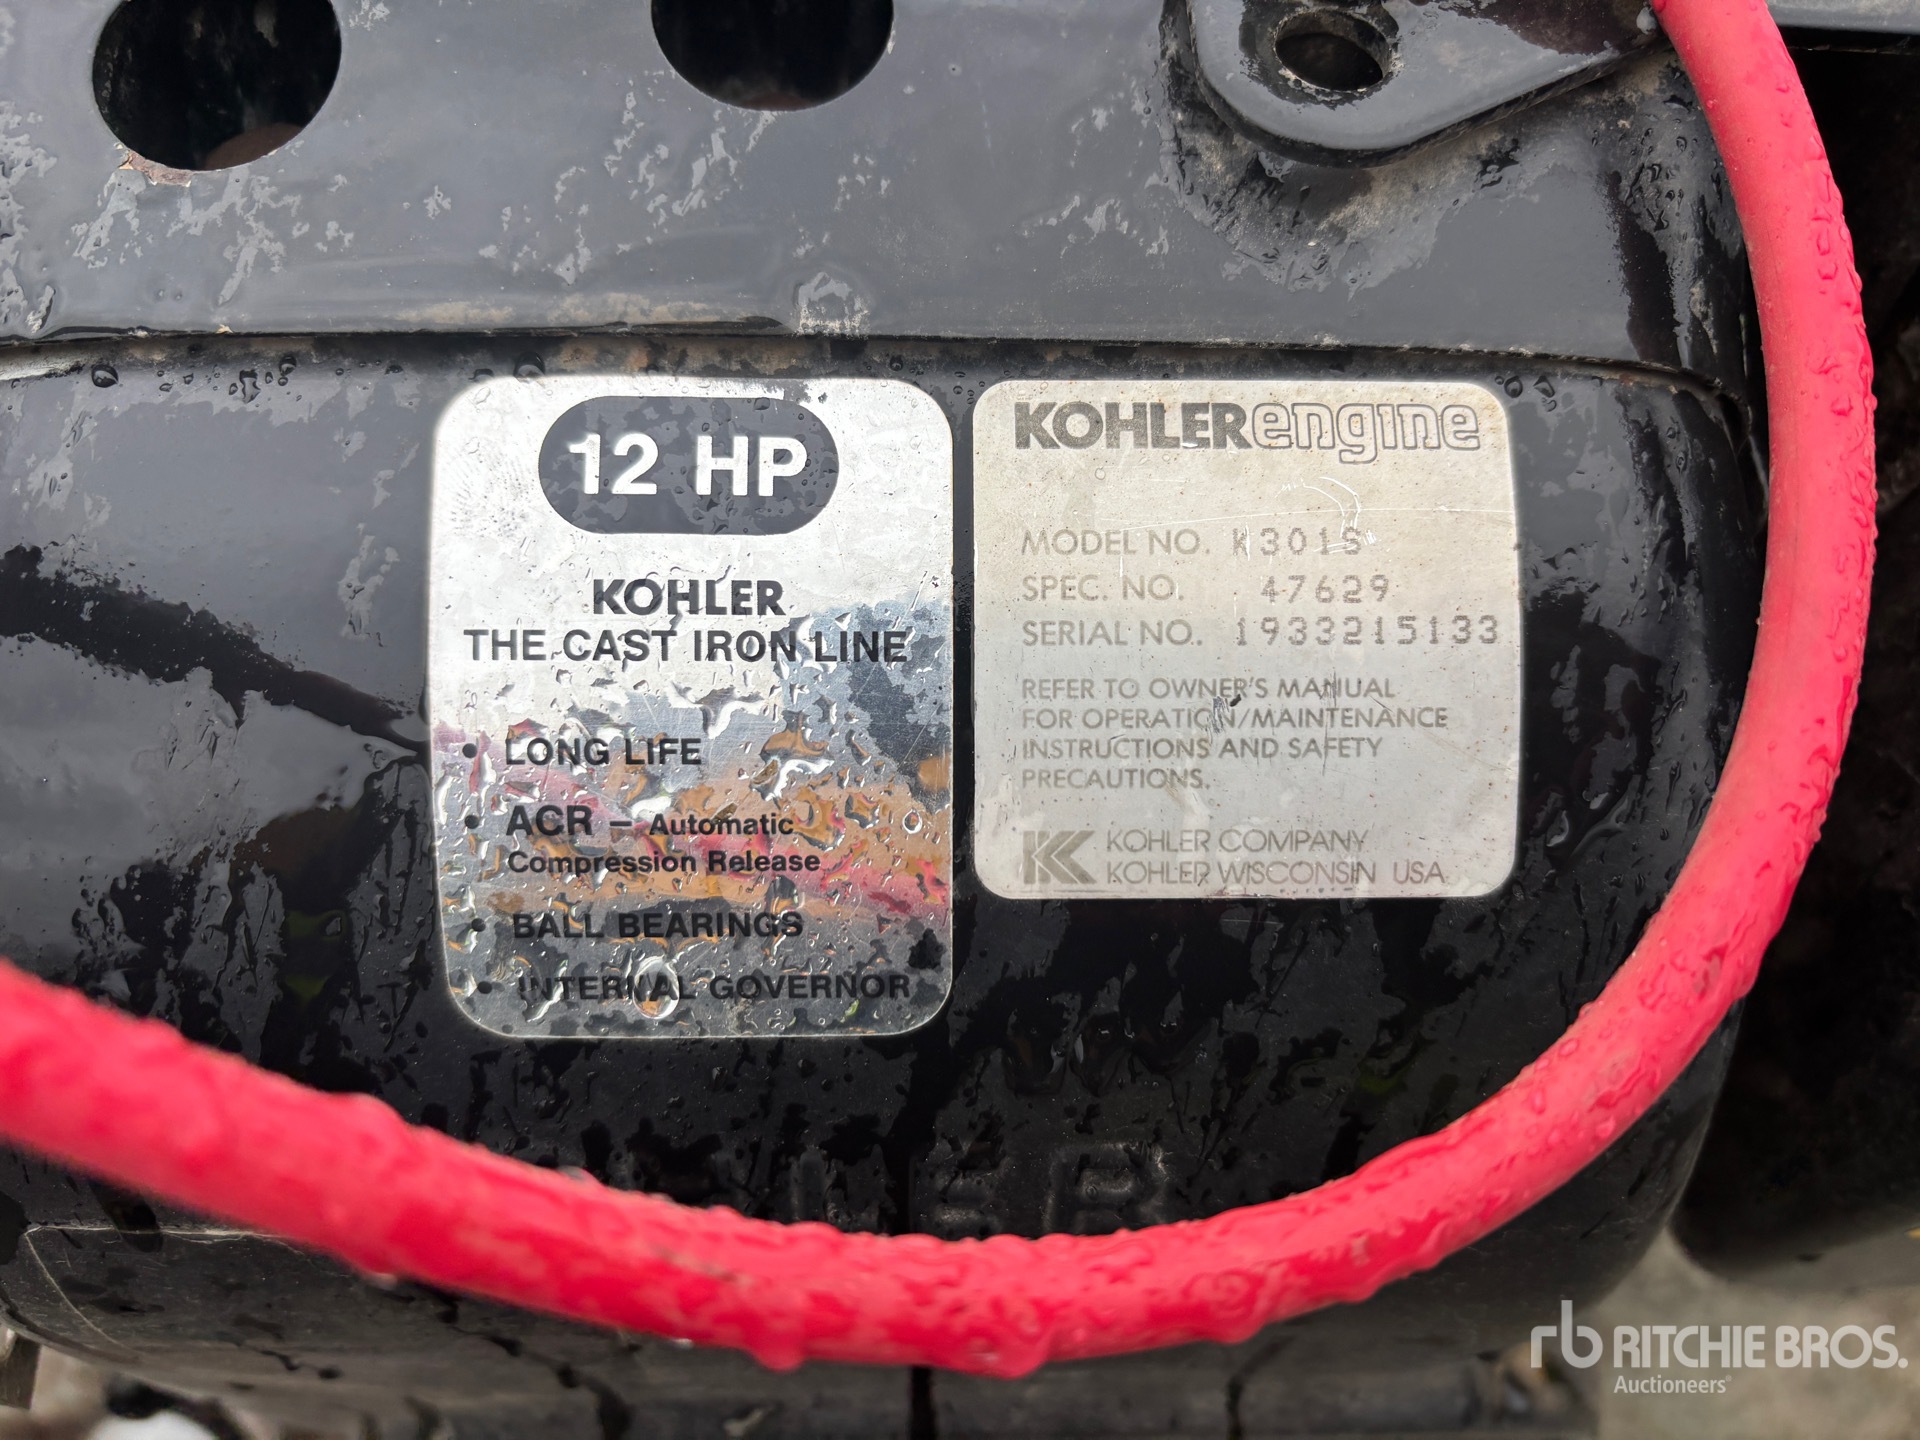 12 HP
KOHLER
THE CAST IRON LINE
• LONG LIFE
• ACR – Automatic
Compression Release
• BALL BEARINGS
• INTERNAL GOVERNOR
KOHLERengine
MODEL NO. K301S
SPEC. NO. 47629
SERIAL NO. 1933215133
REFER TO OWNER'S MANUAL
FOR OPERATION/MAINTENANCE
INSTRUCTIONS AND SAFETY
PRECAUTIONS.
KOHLER COMPANY
KOHLER WISCONSIN USA
rb RITCHIE BROS.
Auctioneers